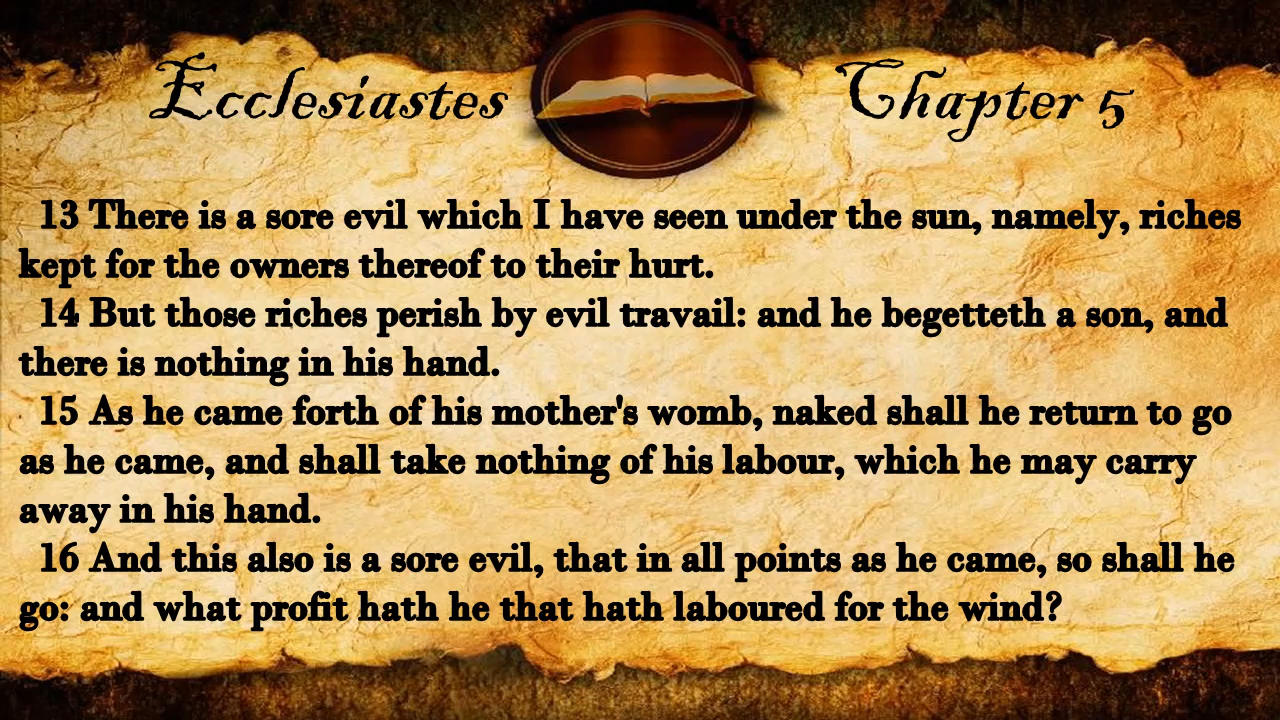 Ecclesiastes Chapter 5
13 There is a sore evil which I have seen under the sun, namely, riches
kept for the owners thereof to their hurt.
14 But those riches perish by evil travail: and he begetteth a son, and
there is nothing in his hand.
15 As he came forth of his mother's womb, naked shall he return to go
as he came, and shall take nothing of his labour, which he may carry
away in his hand.
16 And this also is a sore evil, that in all points as he came, so shall he
go: and what profit hath he that hath laboured for the wind?